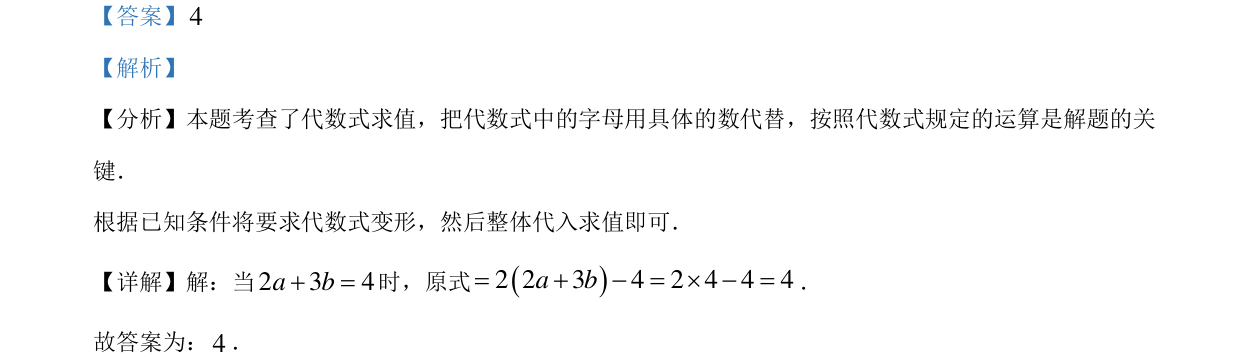 【答案】4
【解析】
【分析】本题考查了代数式求值，把代数式中的字母用具体的数代替，按照代数式规定的运算是解题的关
键．
根据已知条件将要求代数式变形，然后整体代入求值即可．
【详解】解：当2a+3b=4时，原式=2(2a+3b)−4=2×4−4=4．
故答案为：4．